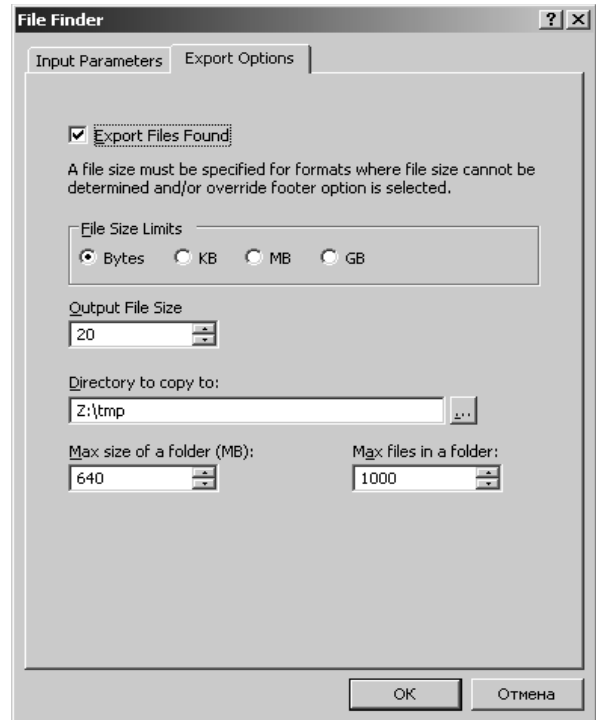 File Finder
Input Parameters Export Options
Export Files Found
A file size must be specified for formats where file size cannot be
determined and/or override footer option is selected.
File Size Limits
Bytes KB MB GB
Output File Size
20
Directory to copy to:
Z:\tmp
...
Max size of a folder (MB): Max files in a folder:
640 1000
OK Отмена